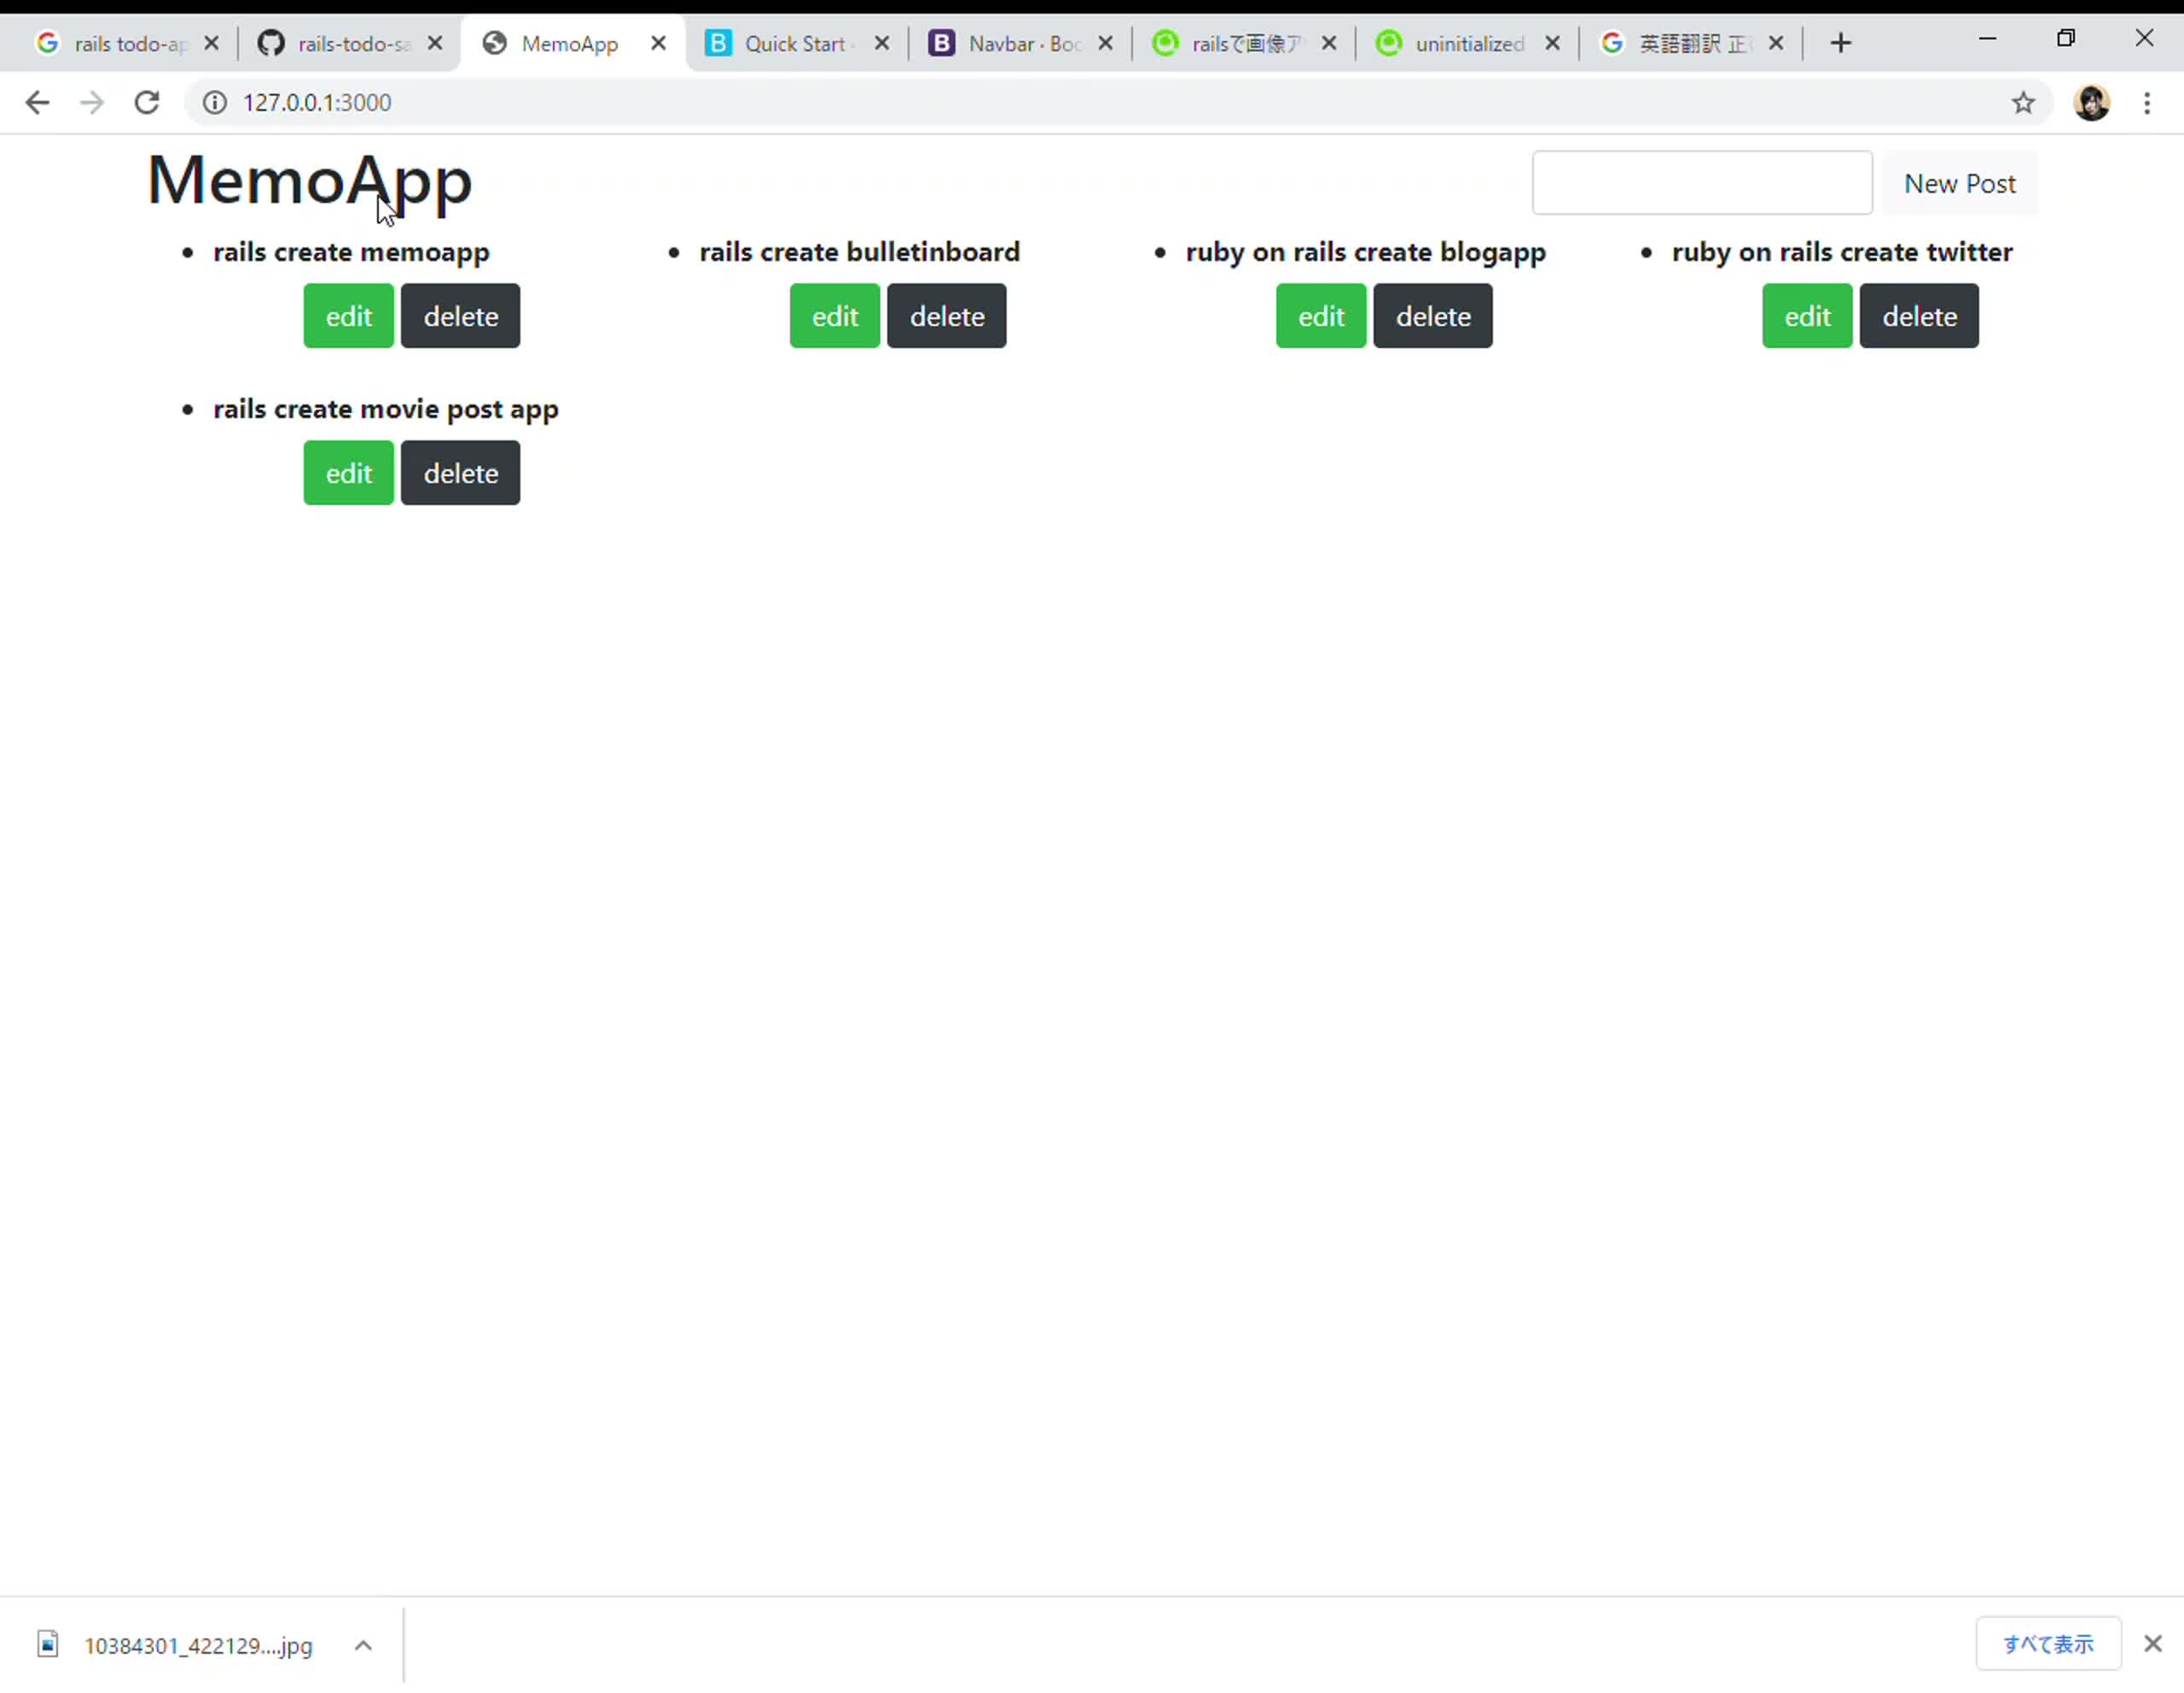 rails todo-ap
rails-todo-sa
MemoApp
Quick Start ·
Navbar · Boo
railsで画像ア
uninitialized
英語翻訳 正
127.0.0.1:3000
MemoApp
New Post
rails create memoapp
rails create bulletinboard
ruby on rails create blogapp
ruby on rails create twitter
edit delete
edit delete
edit delete
edit delete
rails create movie post app
edit delete
10384301_422129....jpg
すべて表示